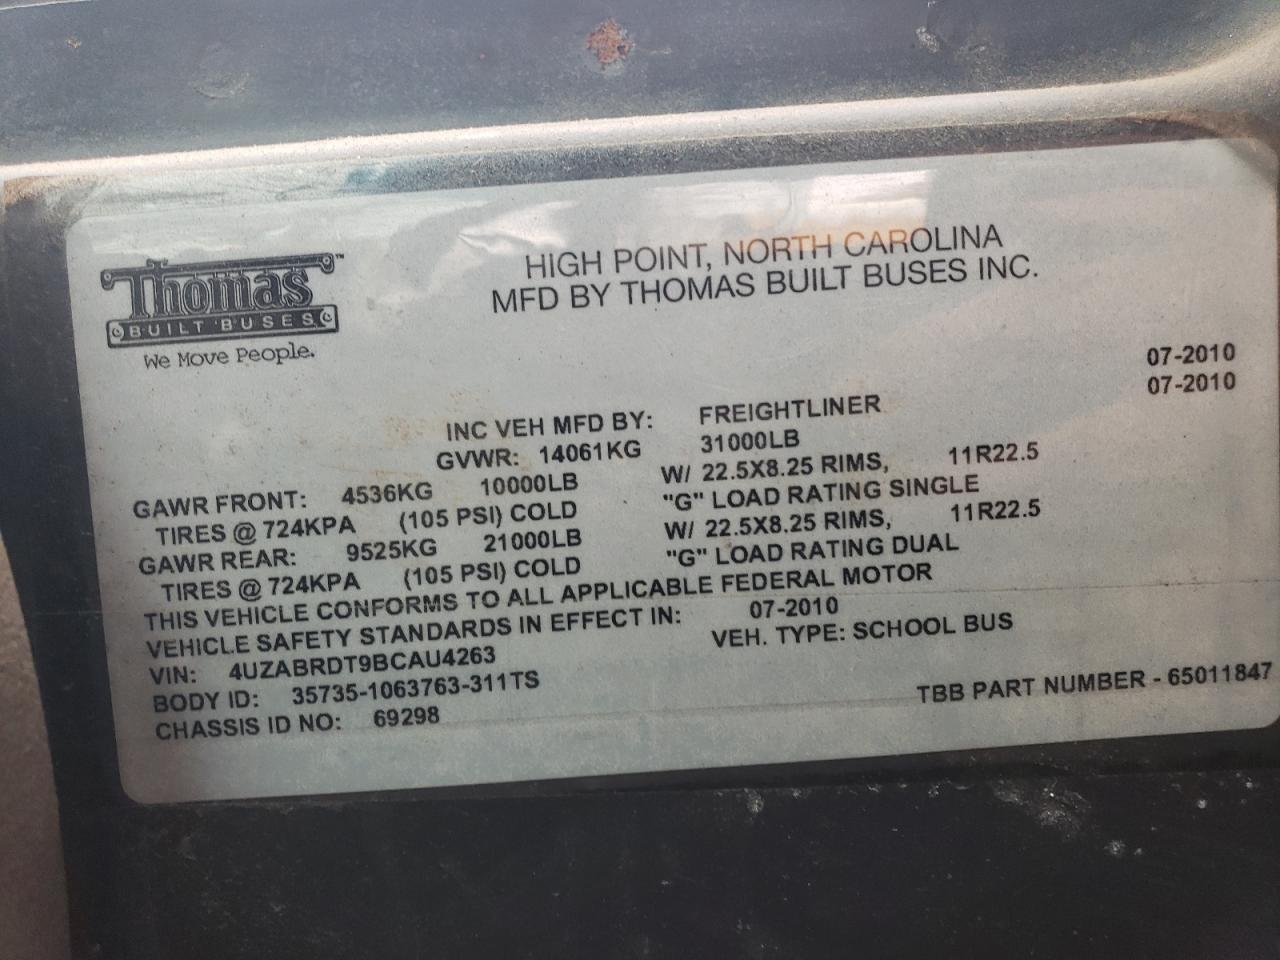 Thomas™
BUILT BUSES
We Move People.
HIGH POINT, NORTH CAROLINA
MFD BY THOMAS BUILT BUSES INC.
07-2010
INC VEH MFD BY: FREIGHTLINER 07-2010
GVWR: 14061KG 31000LB
GAWR FRONT: 4536KG 10000LB W/ 22.5X8.25 RIMS, 11R22.5
TIRES @ 724KPA (105 PSI) COLD "G" LOAD RATING SINGLE
GAWR REAR: 9525KG 21000LB W/ 22.5X8.25 RIMS, 11R22.5
TIRES @ 724KPA (105 PSI) COLD "G" LOAD RATING DUAL
THIS VEHICLE CONFORMS TO ALL APPLICABLE FEDERAL MOTOR
VEHICLE SAFETY STANDARDS IN EFFECT IN: 07-2010
VIN: 4UZABRDT9BCAU4263 VEH. TYPE: SCHOOL BUS
BODY ID: 35735-1063763-311TS
CHASSIS ID NO: 69298 TBB PART NUMBER - 65011847